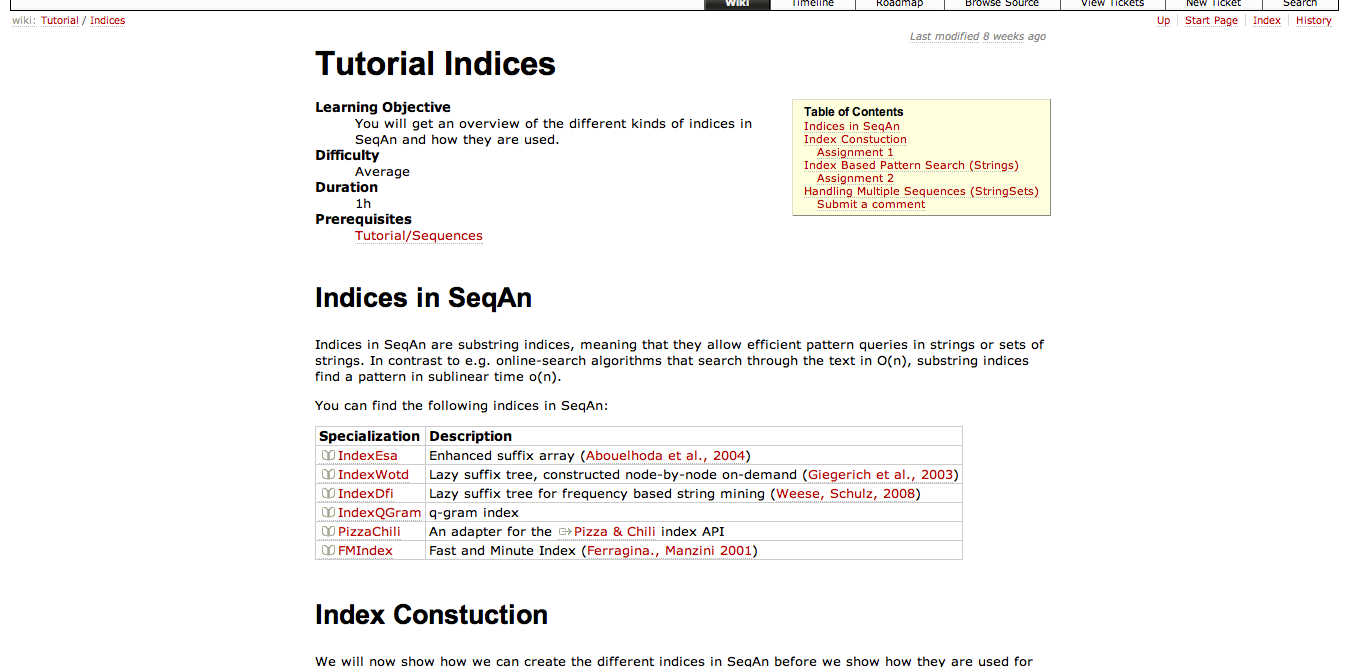 Wiki Timeline Roadmap Browse Source View Tickets New Ticket Search
wiki: Tutorial / Indices
Up Start Page Index History
Last modified 8 weeks ago
Tutorial Indices
Learning Objective
You will get an overview of the different kinds of indices in
SeqAn and how they are used.
Difficulty
Average
Duration
1h
Prerequisites
Tutorial/Sequences
Table of Contents
Indices in SeqAn
Index Constuction
Assignment 1
Index Based Pattern Search (Strings)
Assignment 2
Handling Multiple Sequences (StringSets)
Submit a comment
Indices in SeqAn
Indices in SeqAn are substring indices, meaning that they allow efficient pattern queries in strings or sets of
strings. In contrast to e.g. online-search algorithms that search through the text in O(n), substring indices
find a pattern in sublinear time o(n).
You can find the following indices in SeqAn:
Specialization Description
IndexEsa Enhanced suffix array (Abouelhoda et al., 2004)
IndexWotd Lazy suffix tree, constructed node-by-node on-demand (Giegerich et al., 2003)
IndexDfi Lazy suffix tree for frequency based string mining (Weese, Schulz, 2008)
IndexQGram q-gram index
PizzaChili An adapter for the Pizza & Chili index API
FMIndex Fast and Minute Index (Ferragina., Manzini 2001)
Index Constuction
We will now show how we can create the different indices in SeqAn before we show how they are used for